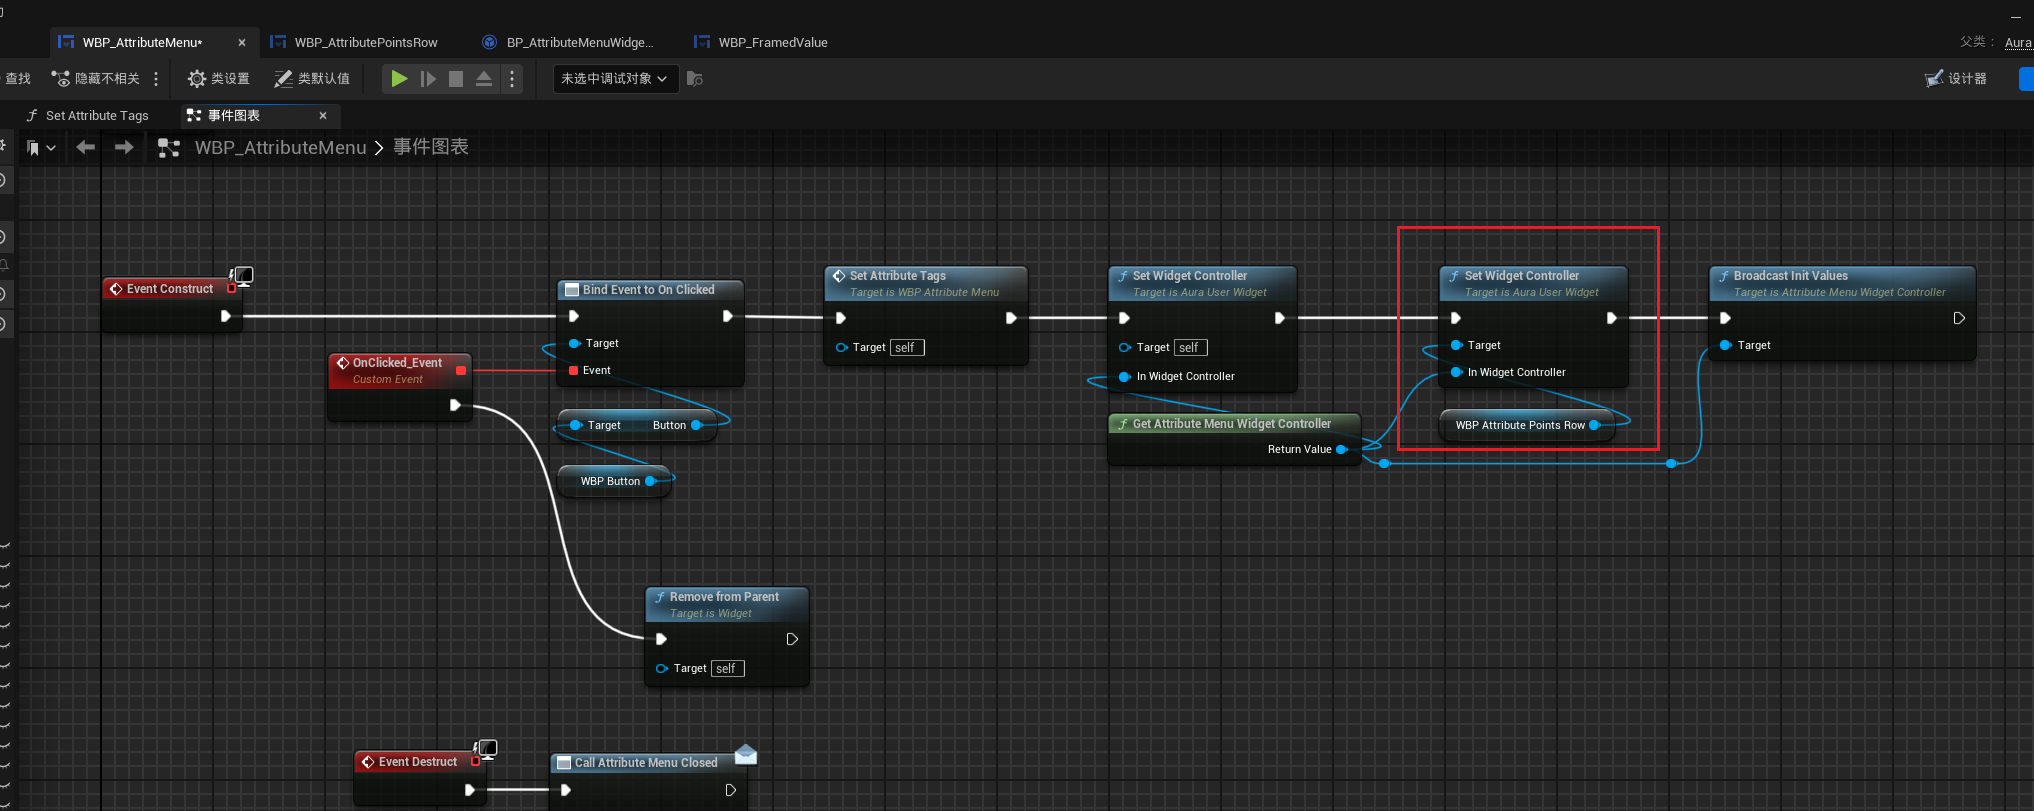 WBP_AttributeMenu*
WBP_AttributePointsRow
BP_AttributeMenuWidge...
WBP_FramedValue
父类：
Aura
查找
隐藏不相关
类设置
类默认值
未选中调试对象
设计器
Set Attribute Tags
事件图表
WBP_AttributeMenu > 事件图表
Event Construct
OnClicked_Event
Custom Event
Bind Event to On Clicked
Target
Event
Target Button
WBP Button
Set Attribute Tags
Target is WBP Attribute Menu
Target self
Set Widget Controller
Target is Aura User Widget
Target self
In Widget Controller
Get Attribute Menu Widget Controller
Return Value
Set Widget Controller
Target is Aura User Widget
Target
In Widget Controller
WBP Attribute Points Row
Broadcast Init Values
Target is Attribute Menu Widget Controller
Target
Remove from Parent
Target is Widget
Target self
Event Destruct
Call Attribute Menu Closed